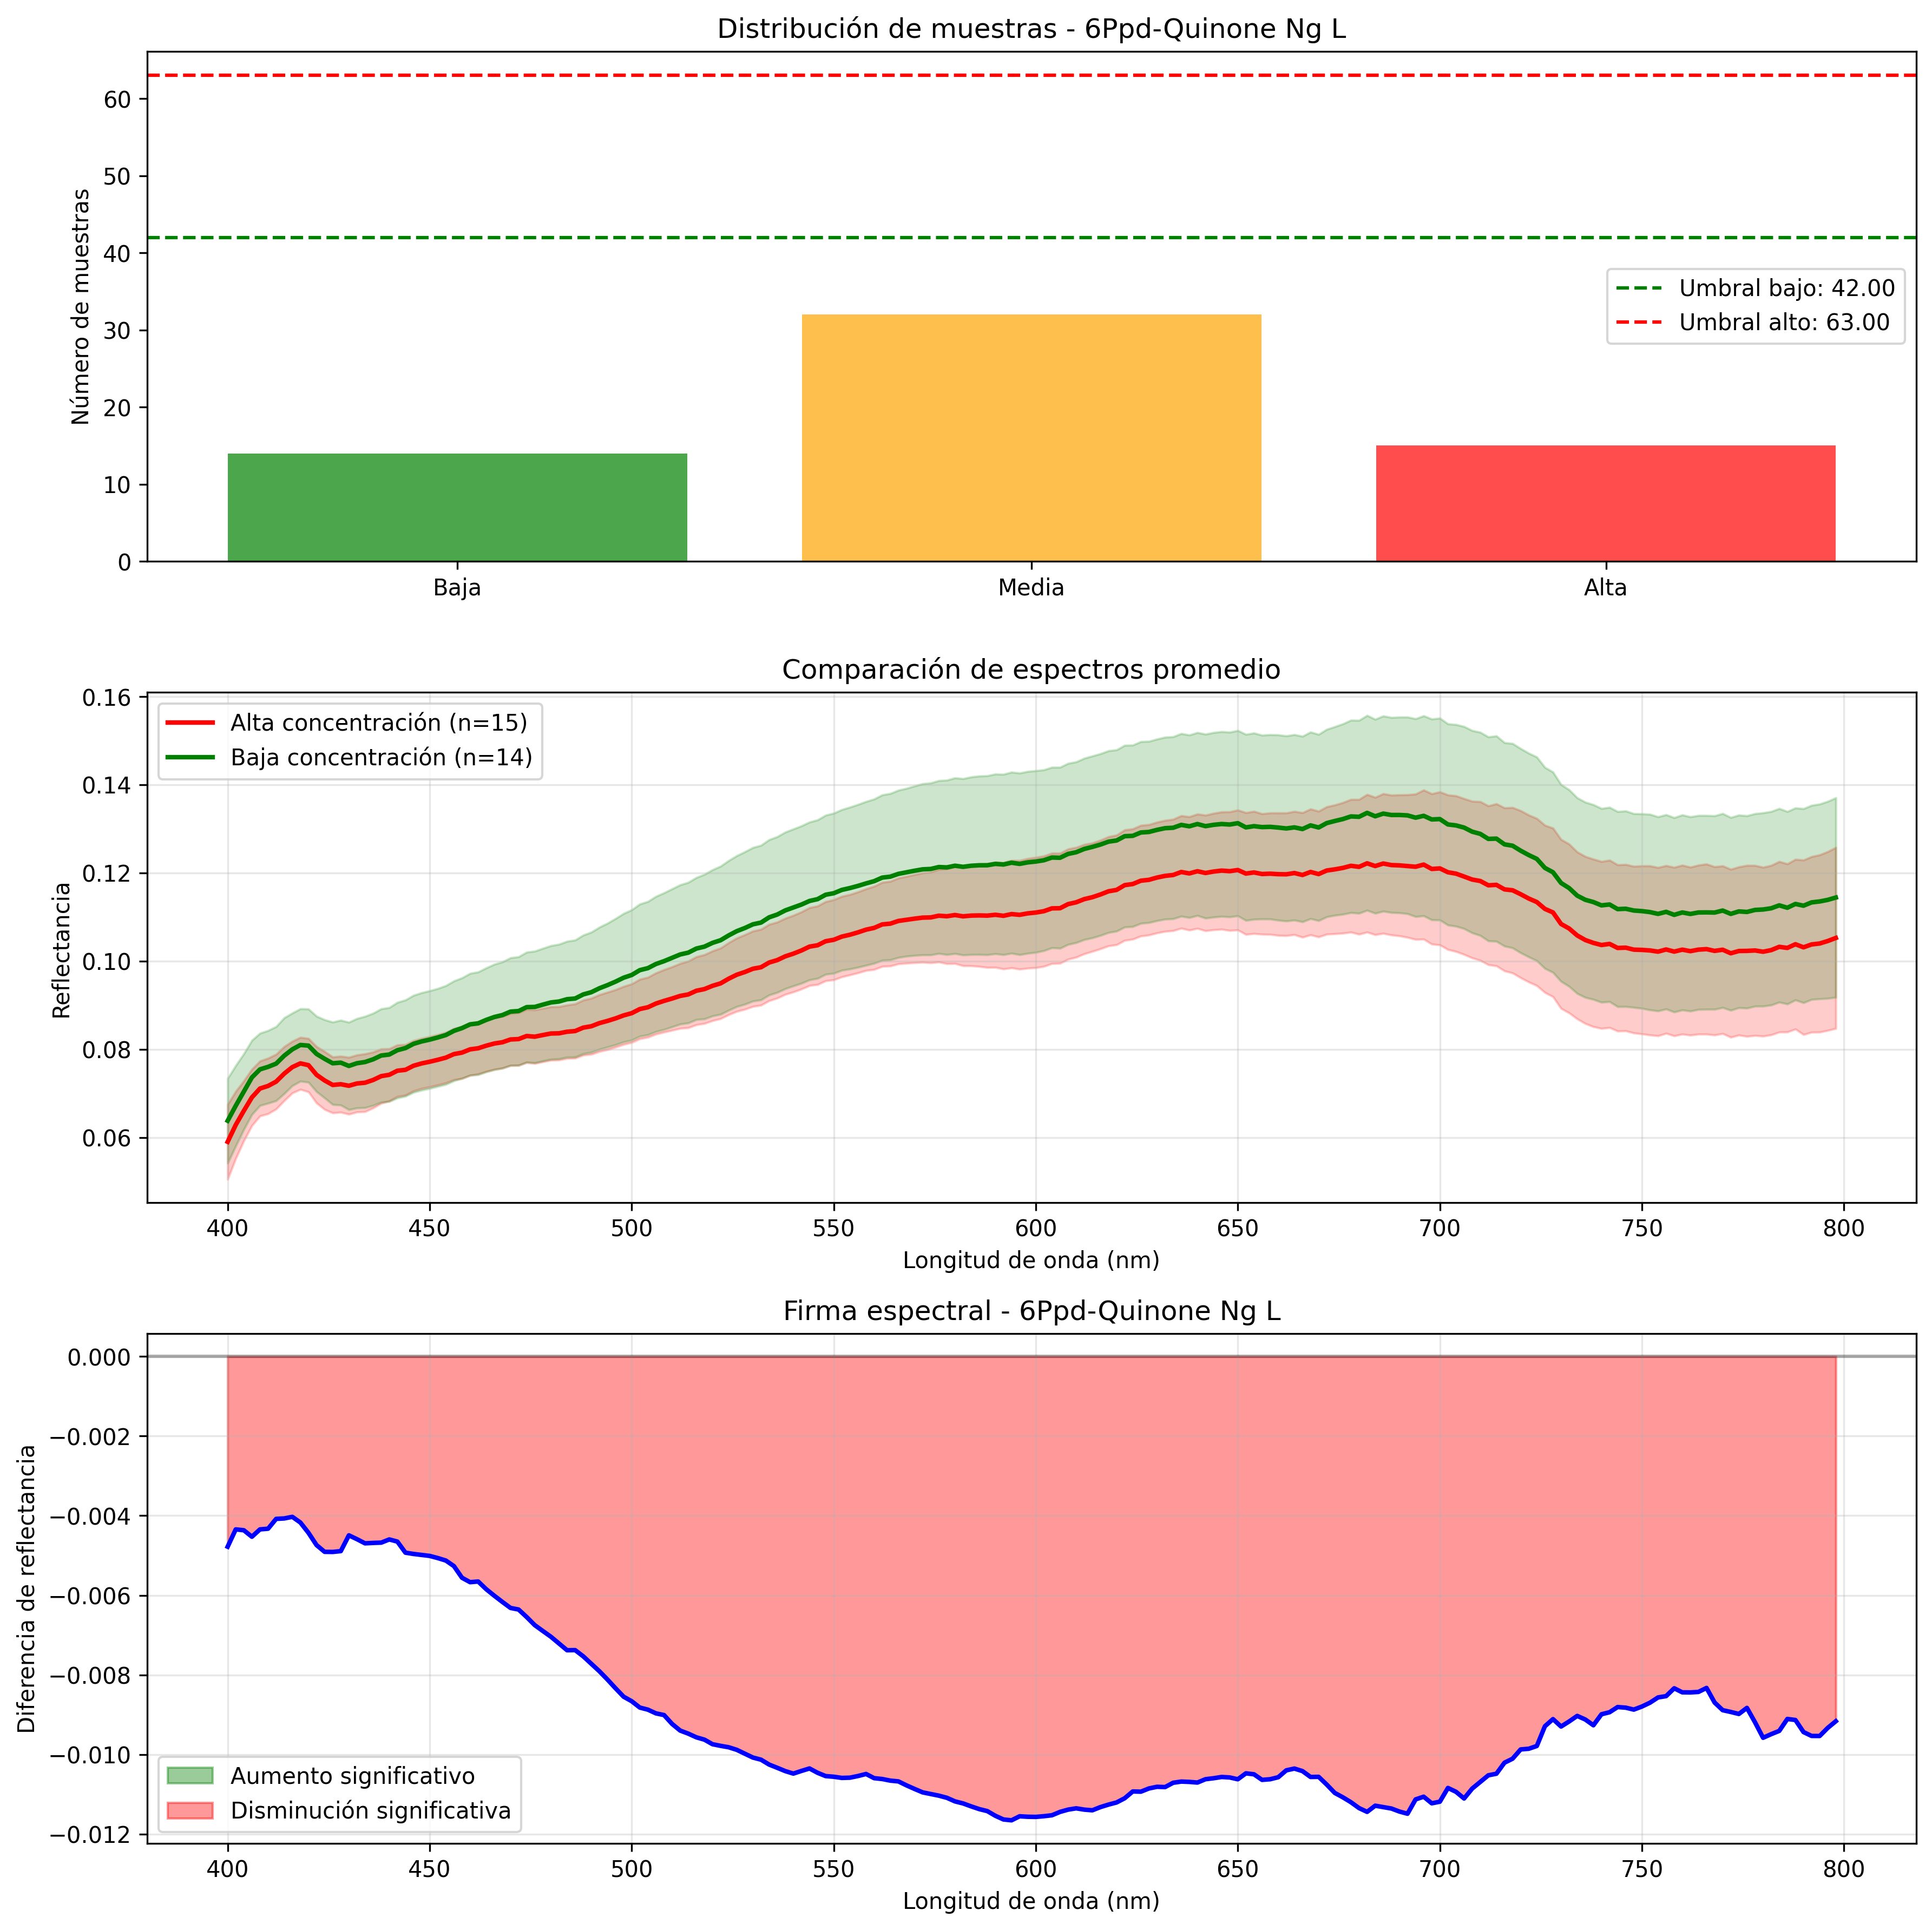 Distribución de muestras - 6Ppd-Quinone Ng L
Número de muestras
60
50
40
30
20
10
0
Umbral bajo: 42.00
Umbral alto: 63.00
Baja Media Alta
Comparación de espectros promedio
Reflectancia
0.16
0.14
0.12
0.10
0.08
0.06
Alta concentración (n=15)
Baja concentración (n=14)
400 450 500 550 600 650 700 750 800
Longitud de onda (nm)
Firma espectral - 6Ppd-Quinone Ng L
Diferencia de reflectancia
0.000
−0.002
−0.004
−0.006
−0.008
−0.010
−0.012
Aumento significativo
Disminución significativa
400 450 500 550 600 650 700 750 800
Longitud de onda (nm)